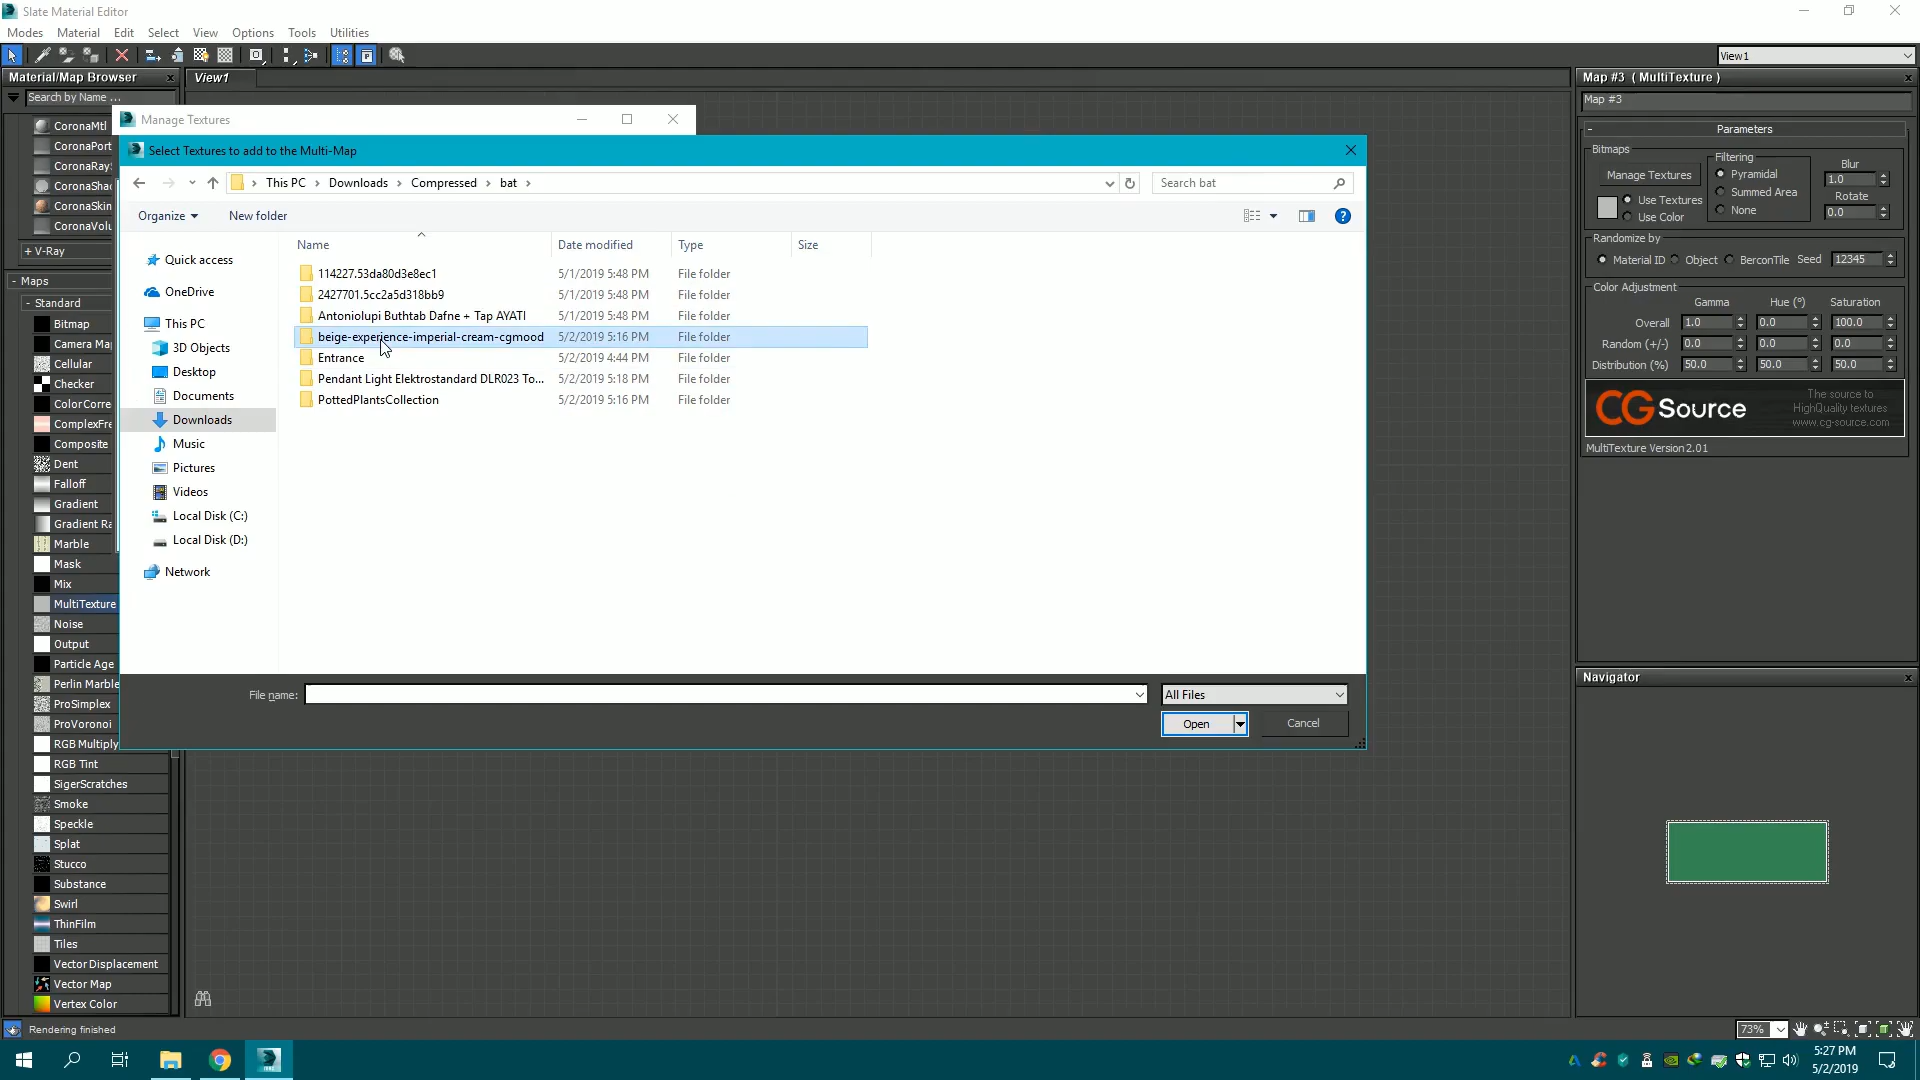 Slate Material Editor
Modes Material Edit Select View Options Tools Utilities
View1
Material/Map Browser
View1
Map #3 ( MultiTexture )
Search by Name ...
Map #3
CoronaMtl
CoronaPort
CoronaRay
CoronaSha
CoronaSkin
CoronaVolu
+ V-Ray
- Maps
- Standard
Bitmap
Camera Ma
Cellular
Checker
ColorCorre
ComplexFre
Composite
Dent
Falloff
Gradient
Gradient Ra
Marble
Mask
Mix
MultiTexture
Noise
Output
Particle Age
Perlin Marble
ProSimplex
ProVoronoi
RGB Multiply
RGB Tint
SigerScratches
Smoke
Speckle
Splat
Stucco
Substance
Swirl
ThinFilm
Tiles
Vector Displacement
Vector Map
Vertex Color
Manage Textures
Select Textures to add to the Multi-Map
This PC Downloads Compressed bat
Search bat
Organize New folder
Name Date modified Type Size
114227.53da80d3e8ec1 5/1/2019 5:48 PM File folder
2427701.5cc2a5d318bb9 5/1/2019 5:48 PM File folder
Antoniolupi Buthtab Dafne + Tap AYATI 5/1/2019 5:48 PM File folder
beige-experience-imperial-cream-cgmood 5/2/2019 5:16 PM File folder
Entrance 5/2/2019 4:44 PM File folder
Pendant Light Elektrostandard DLR023 To... 5/2/2019 5:18 PM File folder
PottedPlantsCollection 5/2/2019 5:16 PM File folder
Quick access
OneDrive
This PC
3D Objects
Desktop
Documents
Downloads
Music
Pictures
Videos
Local Disk (C:)
Local Disk (D:)
Network
File name:
All Files
Open
Cancel
- Parameters
Bitmaps
Manage Textures
Use Textures
Use Color
Filtering
Pyramidal
Summed Area
None
Blur
1.0
Rotate
0.0
Randomize by
Material ID Object BerconTile Seed 12345
Color Adjustment
Gamma Hue (°) Saturation
Overall 1.0 0.0 100.0
Random (+/-) 0.0 0.0 0.0
Distribution (%) 50.0 50.0 50.0
CG Source
The source to
HighQuality textures
www.cg-source.com
MultiTexture Version 2.01
Navigator
Rendering finished
73%
5:27 PM
5/2/2019